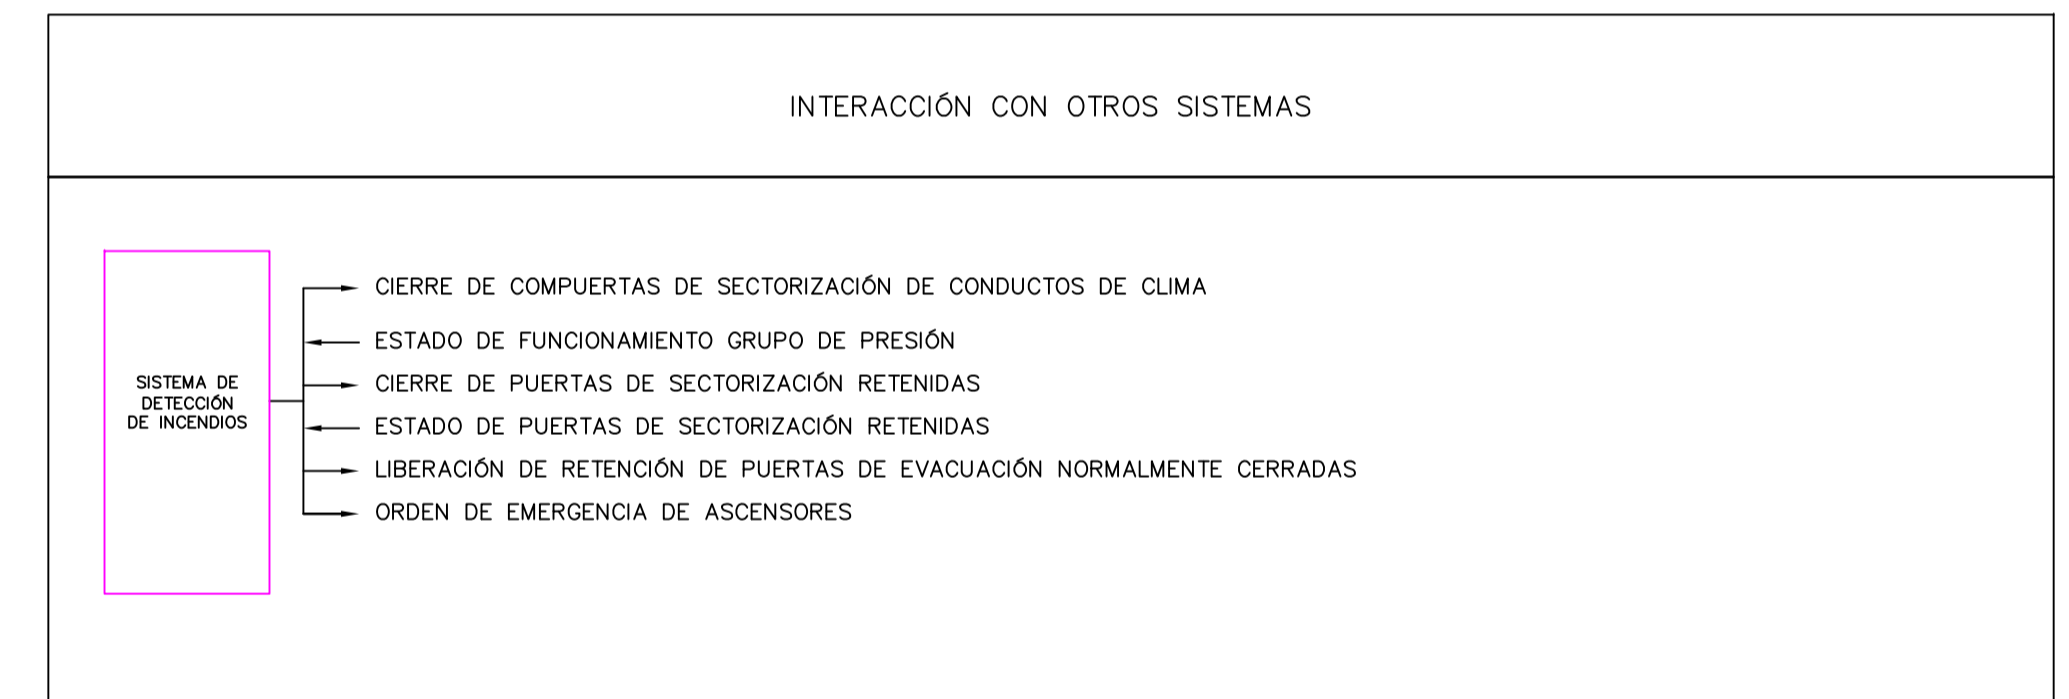 INTERACCIÓN CON OTROS SISTEMAS
SISTEMA DE
DETECCIÓN
DE INCENDIOS
CIERRE DE COMPUERTAS DE SECTORIZACIÓN DE CONDUCTOS DE CLIMA
ESTADO DE FUNCIONAMIENTO GRUPO DE PRESIÓN
CIERRE DE PUERTAS DE SECTORIZACIÓN RETENIDAS
ESTADO DE PUERTAS DE SECTORIZACIÓN RETENIDAS
LIBERACIÓN DE RETENCIÓN DE PUERTAS DE EVACUACIÓN NORMALMENTE CERRADAS
ORDEN DE EMERGENCIA DE ASCENSORES